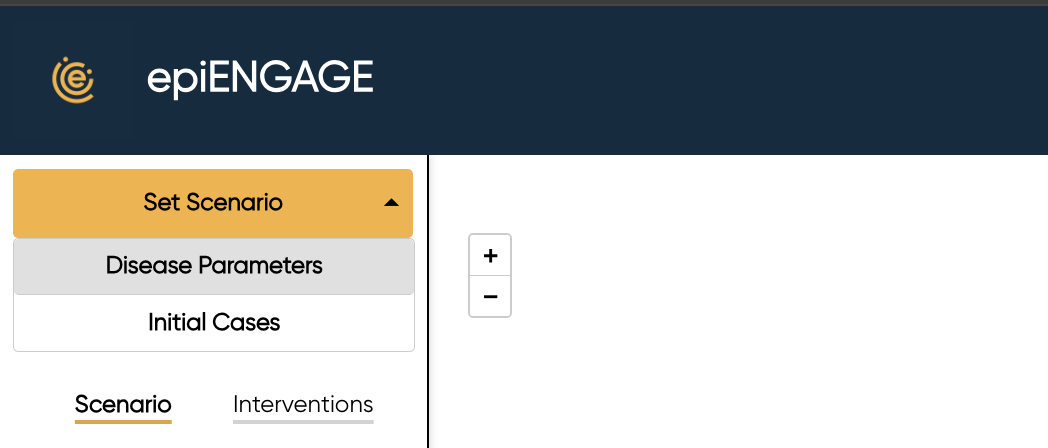 e
epiENGAGE
Set Scenario
Disease Parameters
Initial Cases
+
−
Scenario
Interventions